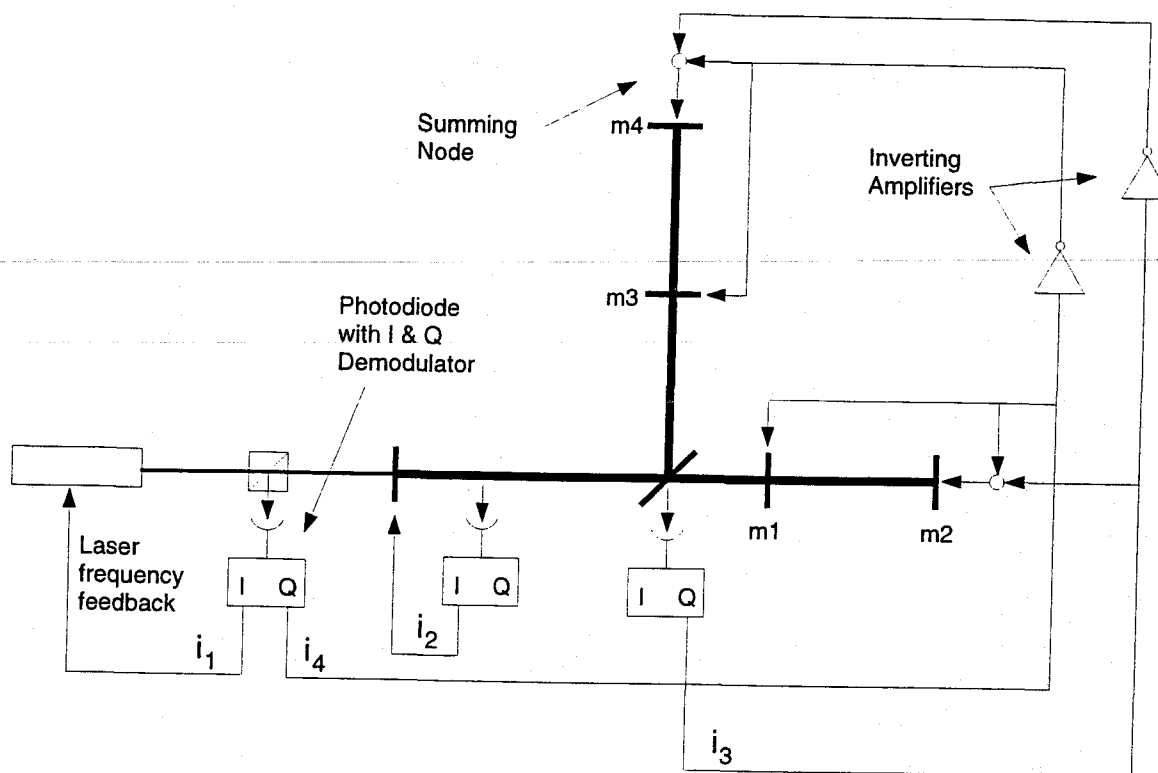 Summing
Node
m4
Inverting
Amplifiers
m3
Photodiode
with I & Q
Demodulator
m1
m2
Laser
frequency
feedback
I Q
I Q
I Q
i1
i4
i2
i3